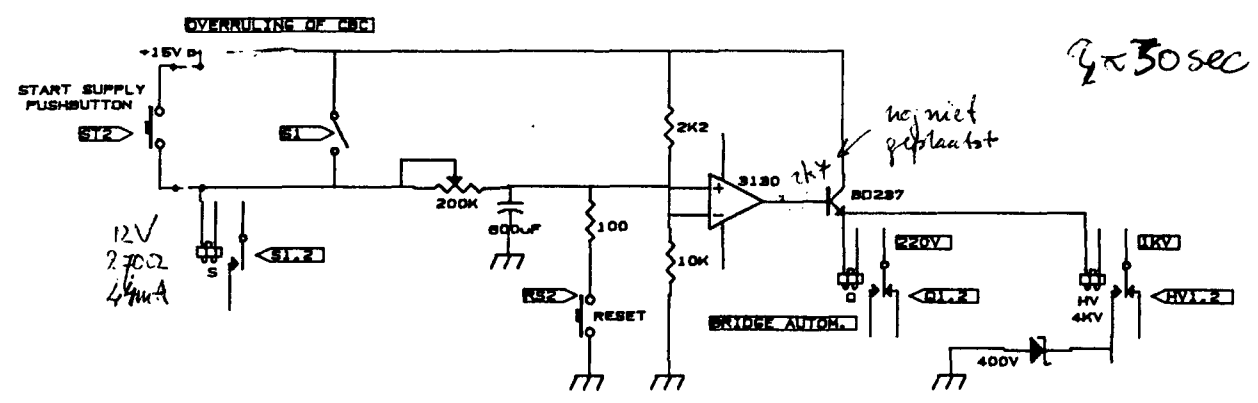 OVERRULING OF CBC
+15V
START SUPPLY
PUSHBUTTON
ST2
S1
2K2
nog niet
geplaatst
2k7
3130
BD237
200K
600uF
100
12V
270Ω
44mA
S
S1.2
220V
1KV
10K
RS2
RESET
D1.2
HV
4KV
HV1.2
BRIDGE AUTOM.
400V